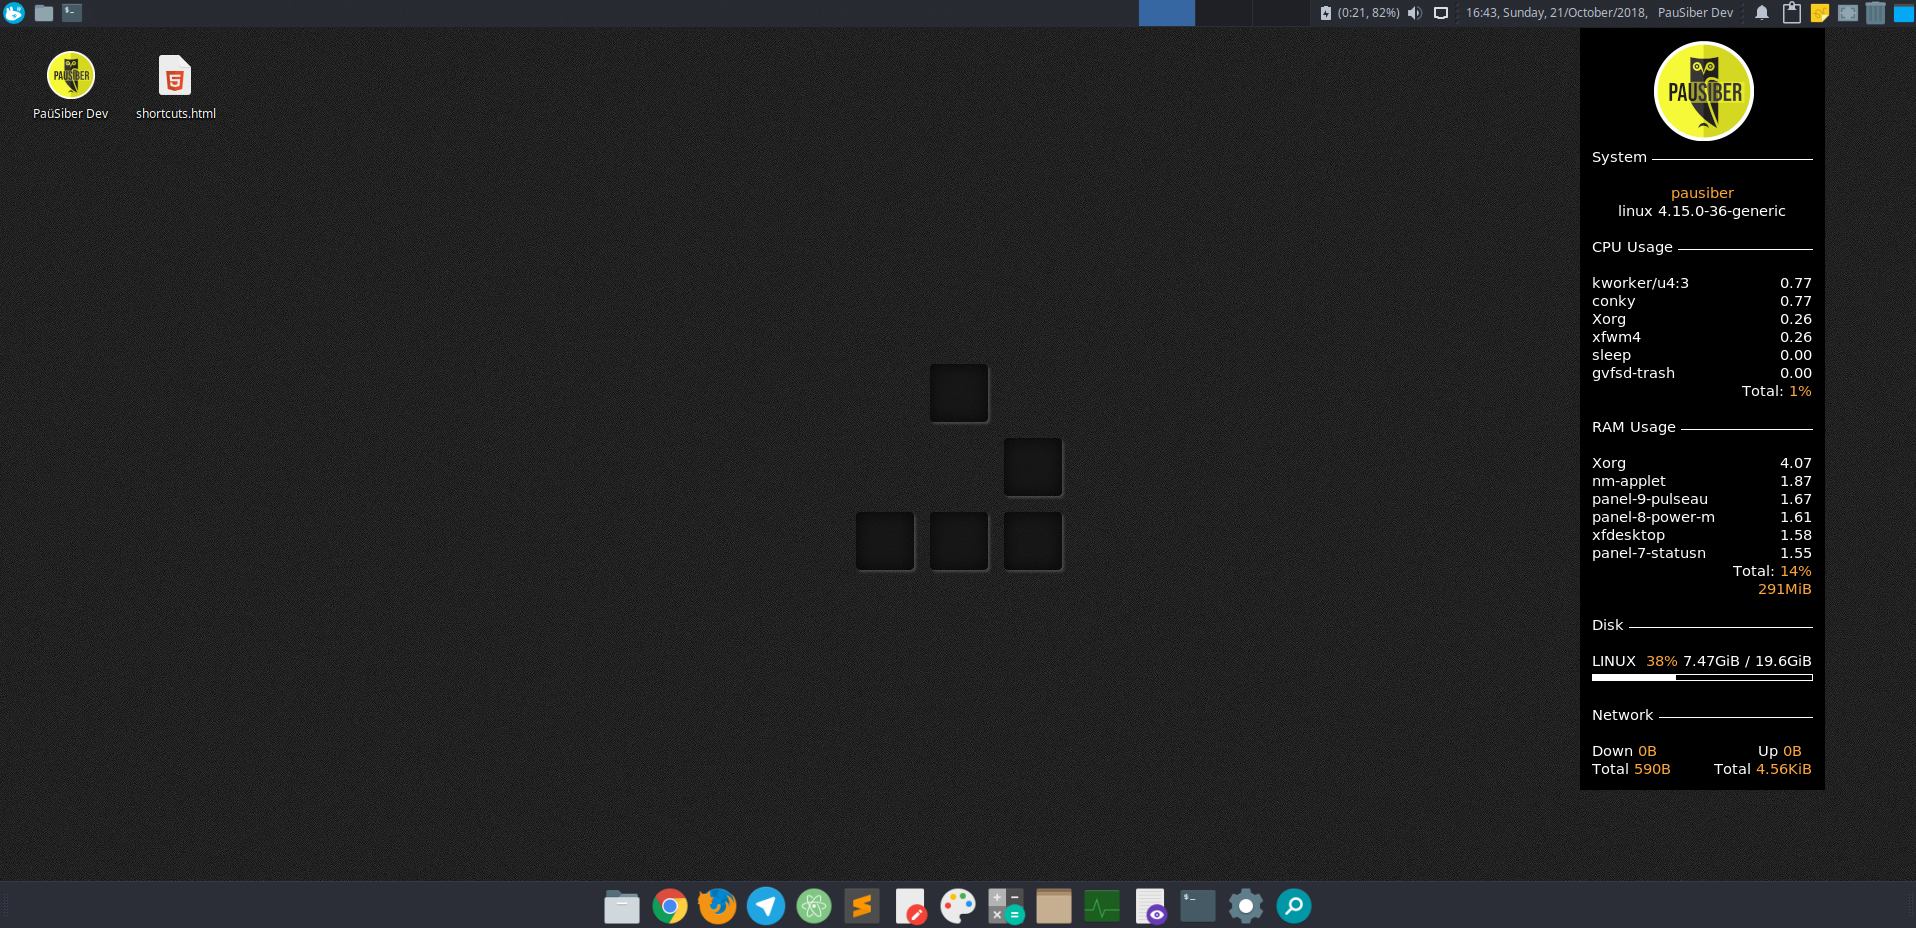 (0:21, 82%)
16:43, Sunday, 21/October/2018, PauSiber Dev
PAUSIBER
PaüSiber Dev
shortcuts.html
PAUSIBER
System
pausiber
linux 4.15.0-36-generic
CPU Usage
kworker/u4:3 0.77
conky 0.77
Xorg 0.26
xfwm4 0.26
sleep 0.00
gvfsd-trash 0.00
Total: 1%
RAM Usage
Xorg 4.07
nm-applet 1.87
panel-9-pulseau 1.67
panel-8-power-m 1.61
xfdesktop 1.58
panel-7-statusn 1.55
Total: 14%
291MiB
Disk
LINUX 38% 7.47GiB / 19.6GiB
Network
Down 0B Up 0B
Total 590B Total 4.56KiB